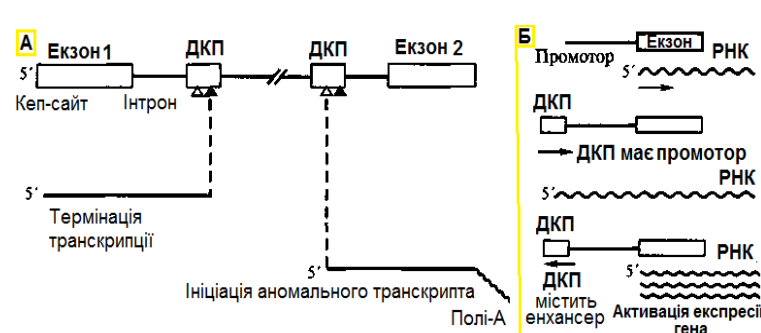 А
Екзон 1
ДКП
ДКП
Екзон 2
5´
Кеп-сайт
Інтрон
5´
Термінація
транскрипції
5´
Ініціація аномального транскрипта
Полі-А
Б
Екзон
Промотор
РНК
5´
ДКП
ДКП має промотор
РНК
5´
ДКП
РНК
ДКП
5´
містить
енхансер
Активація експресії
гена